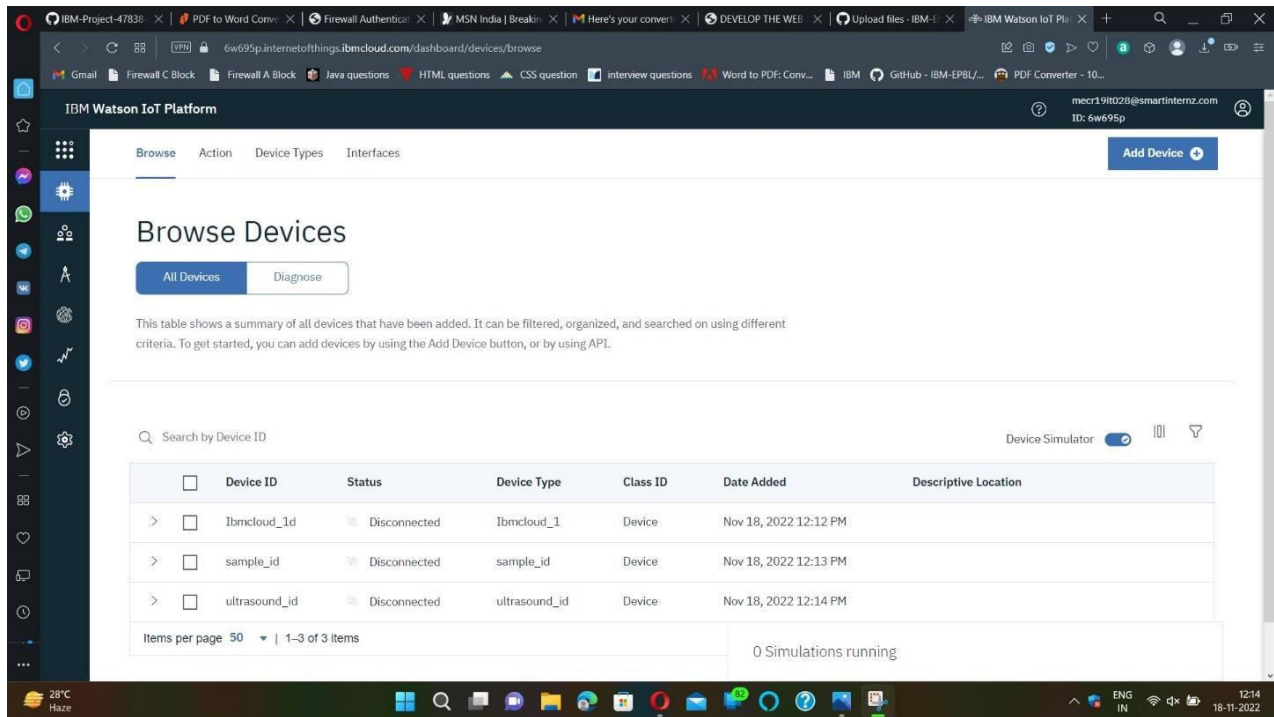 IBM-Project-47838- PDF to Word Conve Firewall Authenticat MSN India | Breakin Here's your convert DEVELOP THE WEB Upload files · IBM-E IBM Watson IoT Pla
VPN 6w695p.internetofthings.ibmcloud.com/dashboard/devices/browse
Gmail Firewall C Block Firewall A Block Java questions HTML questions CSS question interview questions Word to PDF: Conv... IBM GitHub - IBM-EPBL/... PDF Converter - 10...
IBM Watson IoT Platform
mecr19it028@smartinternz.com
ID: 6w695p
Browse Action Device Types Interfaces
Add Device
Browse Devices
All Devices Diagnose
This table shows a summary of all devices that have been added. It can be filtered, organized, and searched on using different
criteria. To get started, you can add devices by using the Add Device button, or by using API.
Search by Device ID
Device Simulator
Device ID Status Device Type Class ID Date Added Descriptive Location
Ibmcloud_1d Disconnected Ibmcloud_1 Device Nov 18, 2022 12:12 PM
sample_id Disconnected sample_id Device Nov 18, 2022 12:13 PM
ultrasound_id Disconnected ultrasound_id Device Nov 18, 2022 12:14 PM
Items per page 50 | 1–3 of 3 items
0 Simulations running
28°C
Haze
82
ENG
IN
12:14
18-11-2022